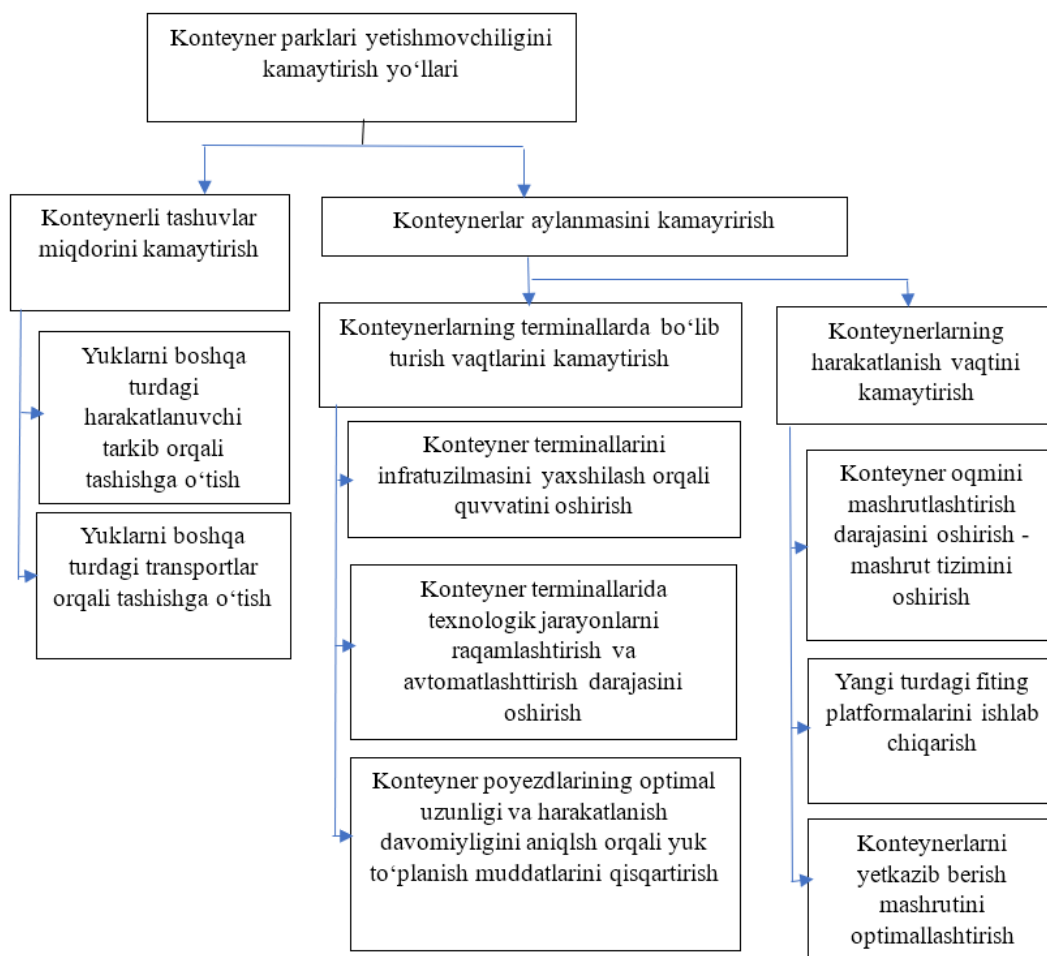 Konteyner parklari yetishmovchiligini
kamaytirish yo‘llari
Konteynerli tashuvlar
miqdorini kamaytirish
Konteynerlar aylanmasini kamayrirish
Yuklarni boshqa
turdagi
harakatlanuvchi
tarkib orqali
tashishga o‘tish
Yuklarni boshqa
turdagi transportlar
orqali tashishga o‘tish
Konteynerlarning terminallarda bo‘lib
turish vaqtlarini kamaytirish
Konteyner terminallarini
infratuzilmasini yaxshilash orqali
quvvatini oshirish
Konteyner terminallarida
texnologik jarayonlarni
raqamlashtirish va
avtomatlashttirish darajasini
oshirish
Konteyner poyezdlarining optimal
uzunligi va harakatlanish
davomiyligini aniqlsh orqali yuk
to‘planish muddatlarini qisqartirish
Konteynerlarning
harakatlanish vaqtini
kamaytirish
Konteyner oqmini
mashrutlashtirish
darajasini oshirish -
mashrut tizimini
oshirish
Yangi turdagi fiting
platformalarini ishlab
chiqarish
Konteynerlarni
yetkazib berish
mashrutini
optimallashtirish